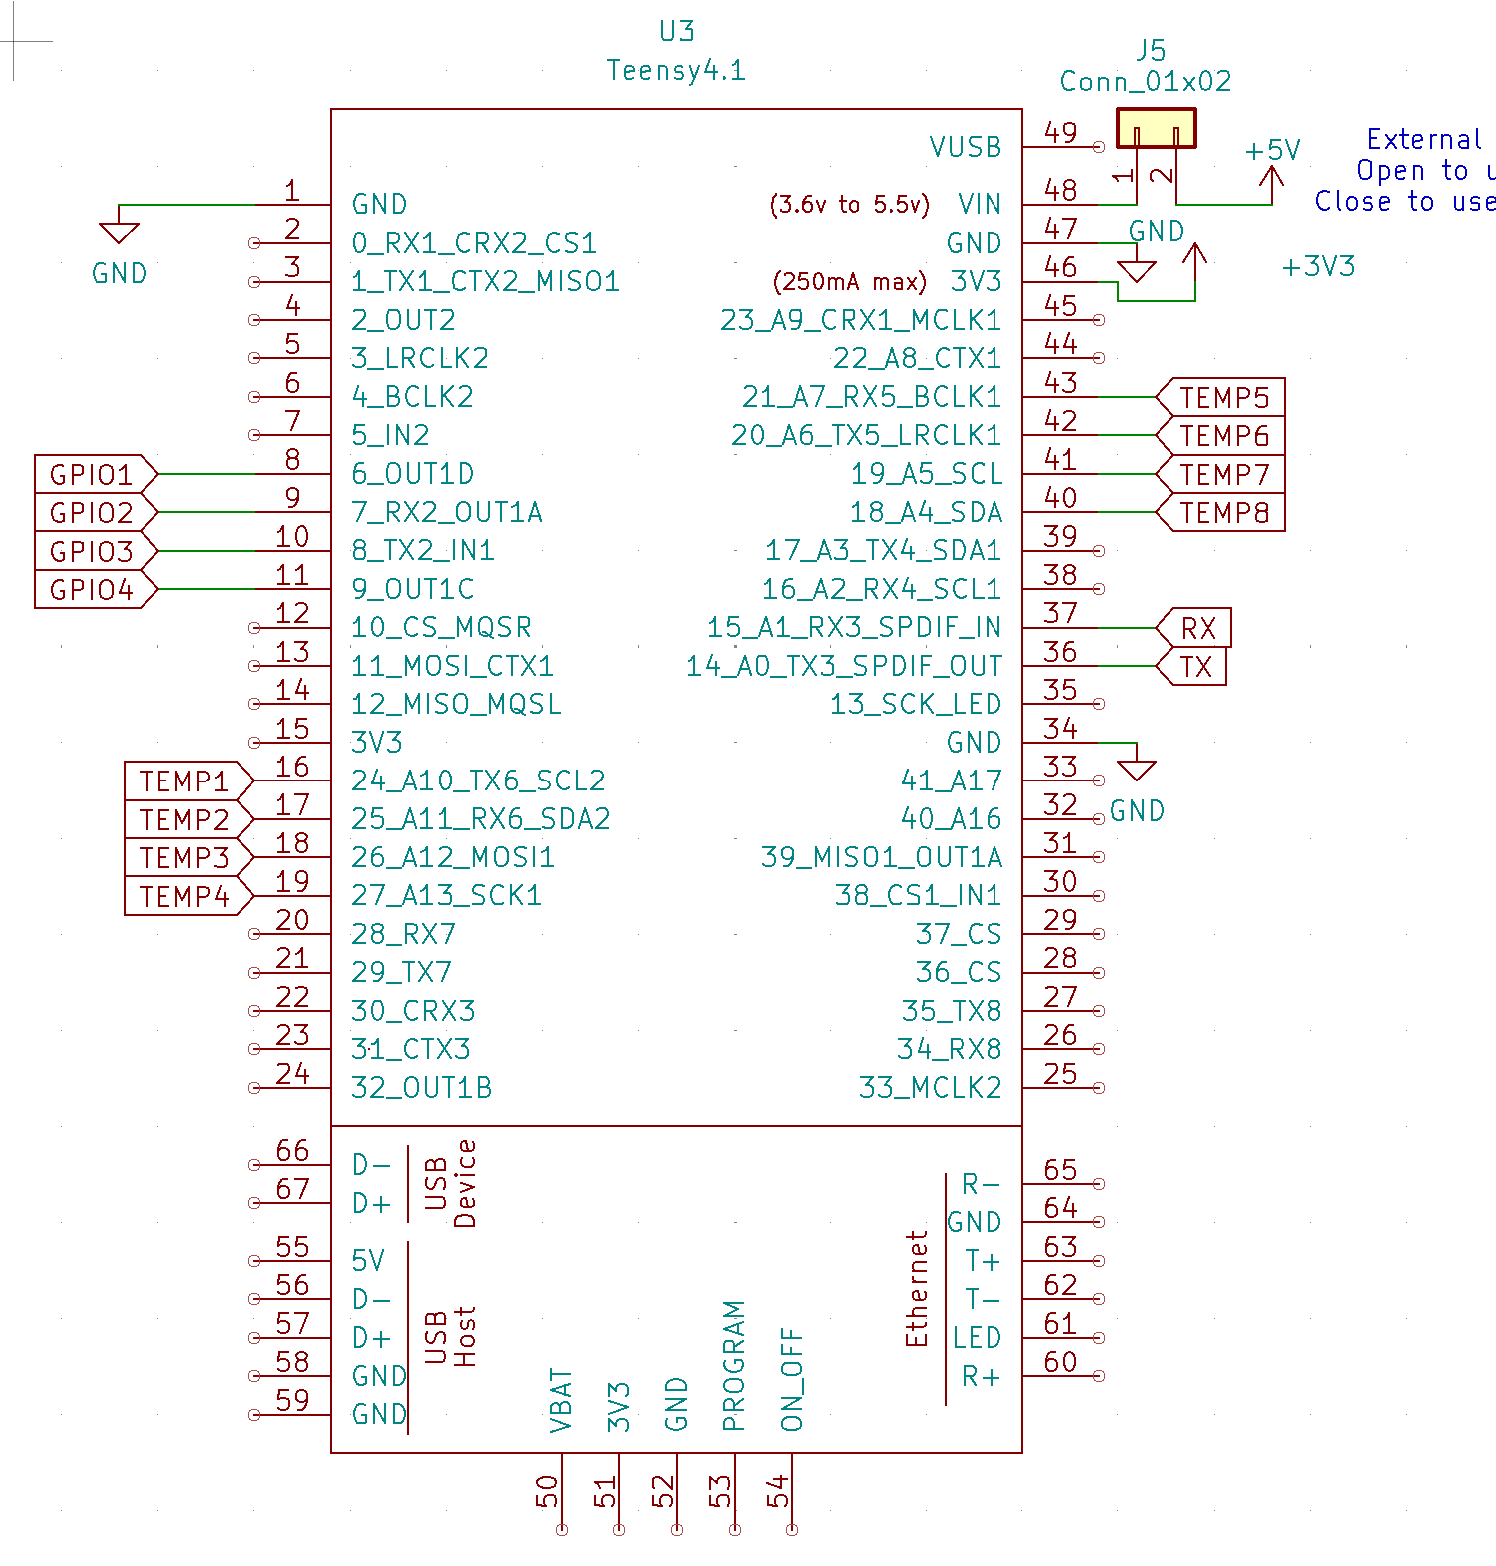 U3
Teensy4.1
J5
Conn_01x02
1
2
+5V
External
Open to u
Close to use
GND
+3V3
49 VUSB
48 VIN (3.6v to 5.5v)
47 GND
46 3V3 (250mA max)
45 23_A9_CRX1_MCLK1
44 22_A8_CTX1
43 21_A7_RX5_BCLK1 TEMP5
42 20_A6_TX5_LRCLK1 TEMP6
41 19_A5_SCL TEMP7
40 18_A4_SDA TEMP8
39 17_A3_TX4_SDA1
38 16_A2_RX4_SCL1
37 15_A1_RX3_SPDIF_IN RX
36 14_A0_TX3_SPDIF_OUT TX
35 13_SCK_LED
34 GND
GND
33 41_A17
32 40_A16
31 39_MISO1_OUT1A
30 38_CS1_IN1
29 37_CS
28 36_CS
27 35_TX8
26 34_RX8
25 33_MCLK2
GND
1 GND
2 0_RX1_CRX2_CS1
3 1_TX1_CTX2_MISO1
4 2_OUT2
5 3_LRCLK2
6 4_BCLK2
7 5_IN2
GPIO1 8 6_OUT1D
GPIO2 9 7_RX2_OUT1A
GPIO3 10 8_TX2_IN1
GPIO4 11 9_OUT1C
12 10_CS_MQSR
13 11_MOSI_CTX1
14 12_MISO_MQSL
15 3V3
TEMP1 16 24_A10_TX6_SCL2
TEMP2 17 25_A11_RX6_SDA2
TEMP3 18 26_A12_MOSI1
TEMP4 19 27_A13_SCK1
20 28_RX7
21 29_TX7
22 30_CRX3
23 31_CTX3
24 32_OUT1B
66 D-
67 D+
USB
Device
55 5V
56 D-
57 D+
58 GND
59 GND
USB
Host
50 VBAT
51 3V3
52 GND
53 PROGRAM
54 ON_OFF
Ethernet
65 R-
64 GND
63 T+
62 T-
61 LED
60 R+